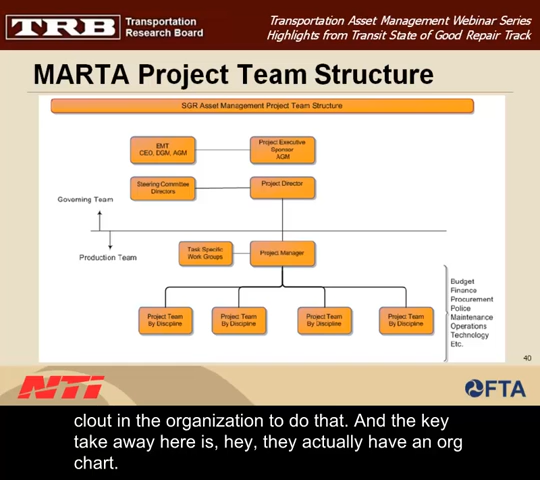 TRB
Transportation
Research Board
Transportation Asset Management Webinar Series
Highlights from Transit State of Good Repair Track
MARTA Project Team Structure
SGR Asset Management Project Team Structure
EMT
CEO, DGM, AGM
Project Executive
Sponsor
AGM
Steering Committee
Directors
Project Director
Governing Team
Production Team
Task Specific
Work Groups
Project Manager
Project Team
By Discipline
Project Team
By Discipline
Project Team
By Discipline
Project Team
By Discipline
Budget
Finance
Procurement
Police
Maintenance
Operations
Technology
Etc.
40
NTI
FTA
clout in the organization to do that. And the key
take away here is, hey, they actually have an org
chart.